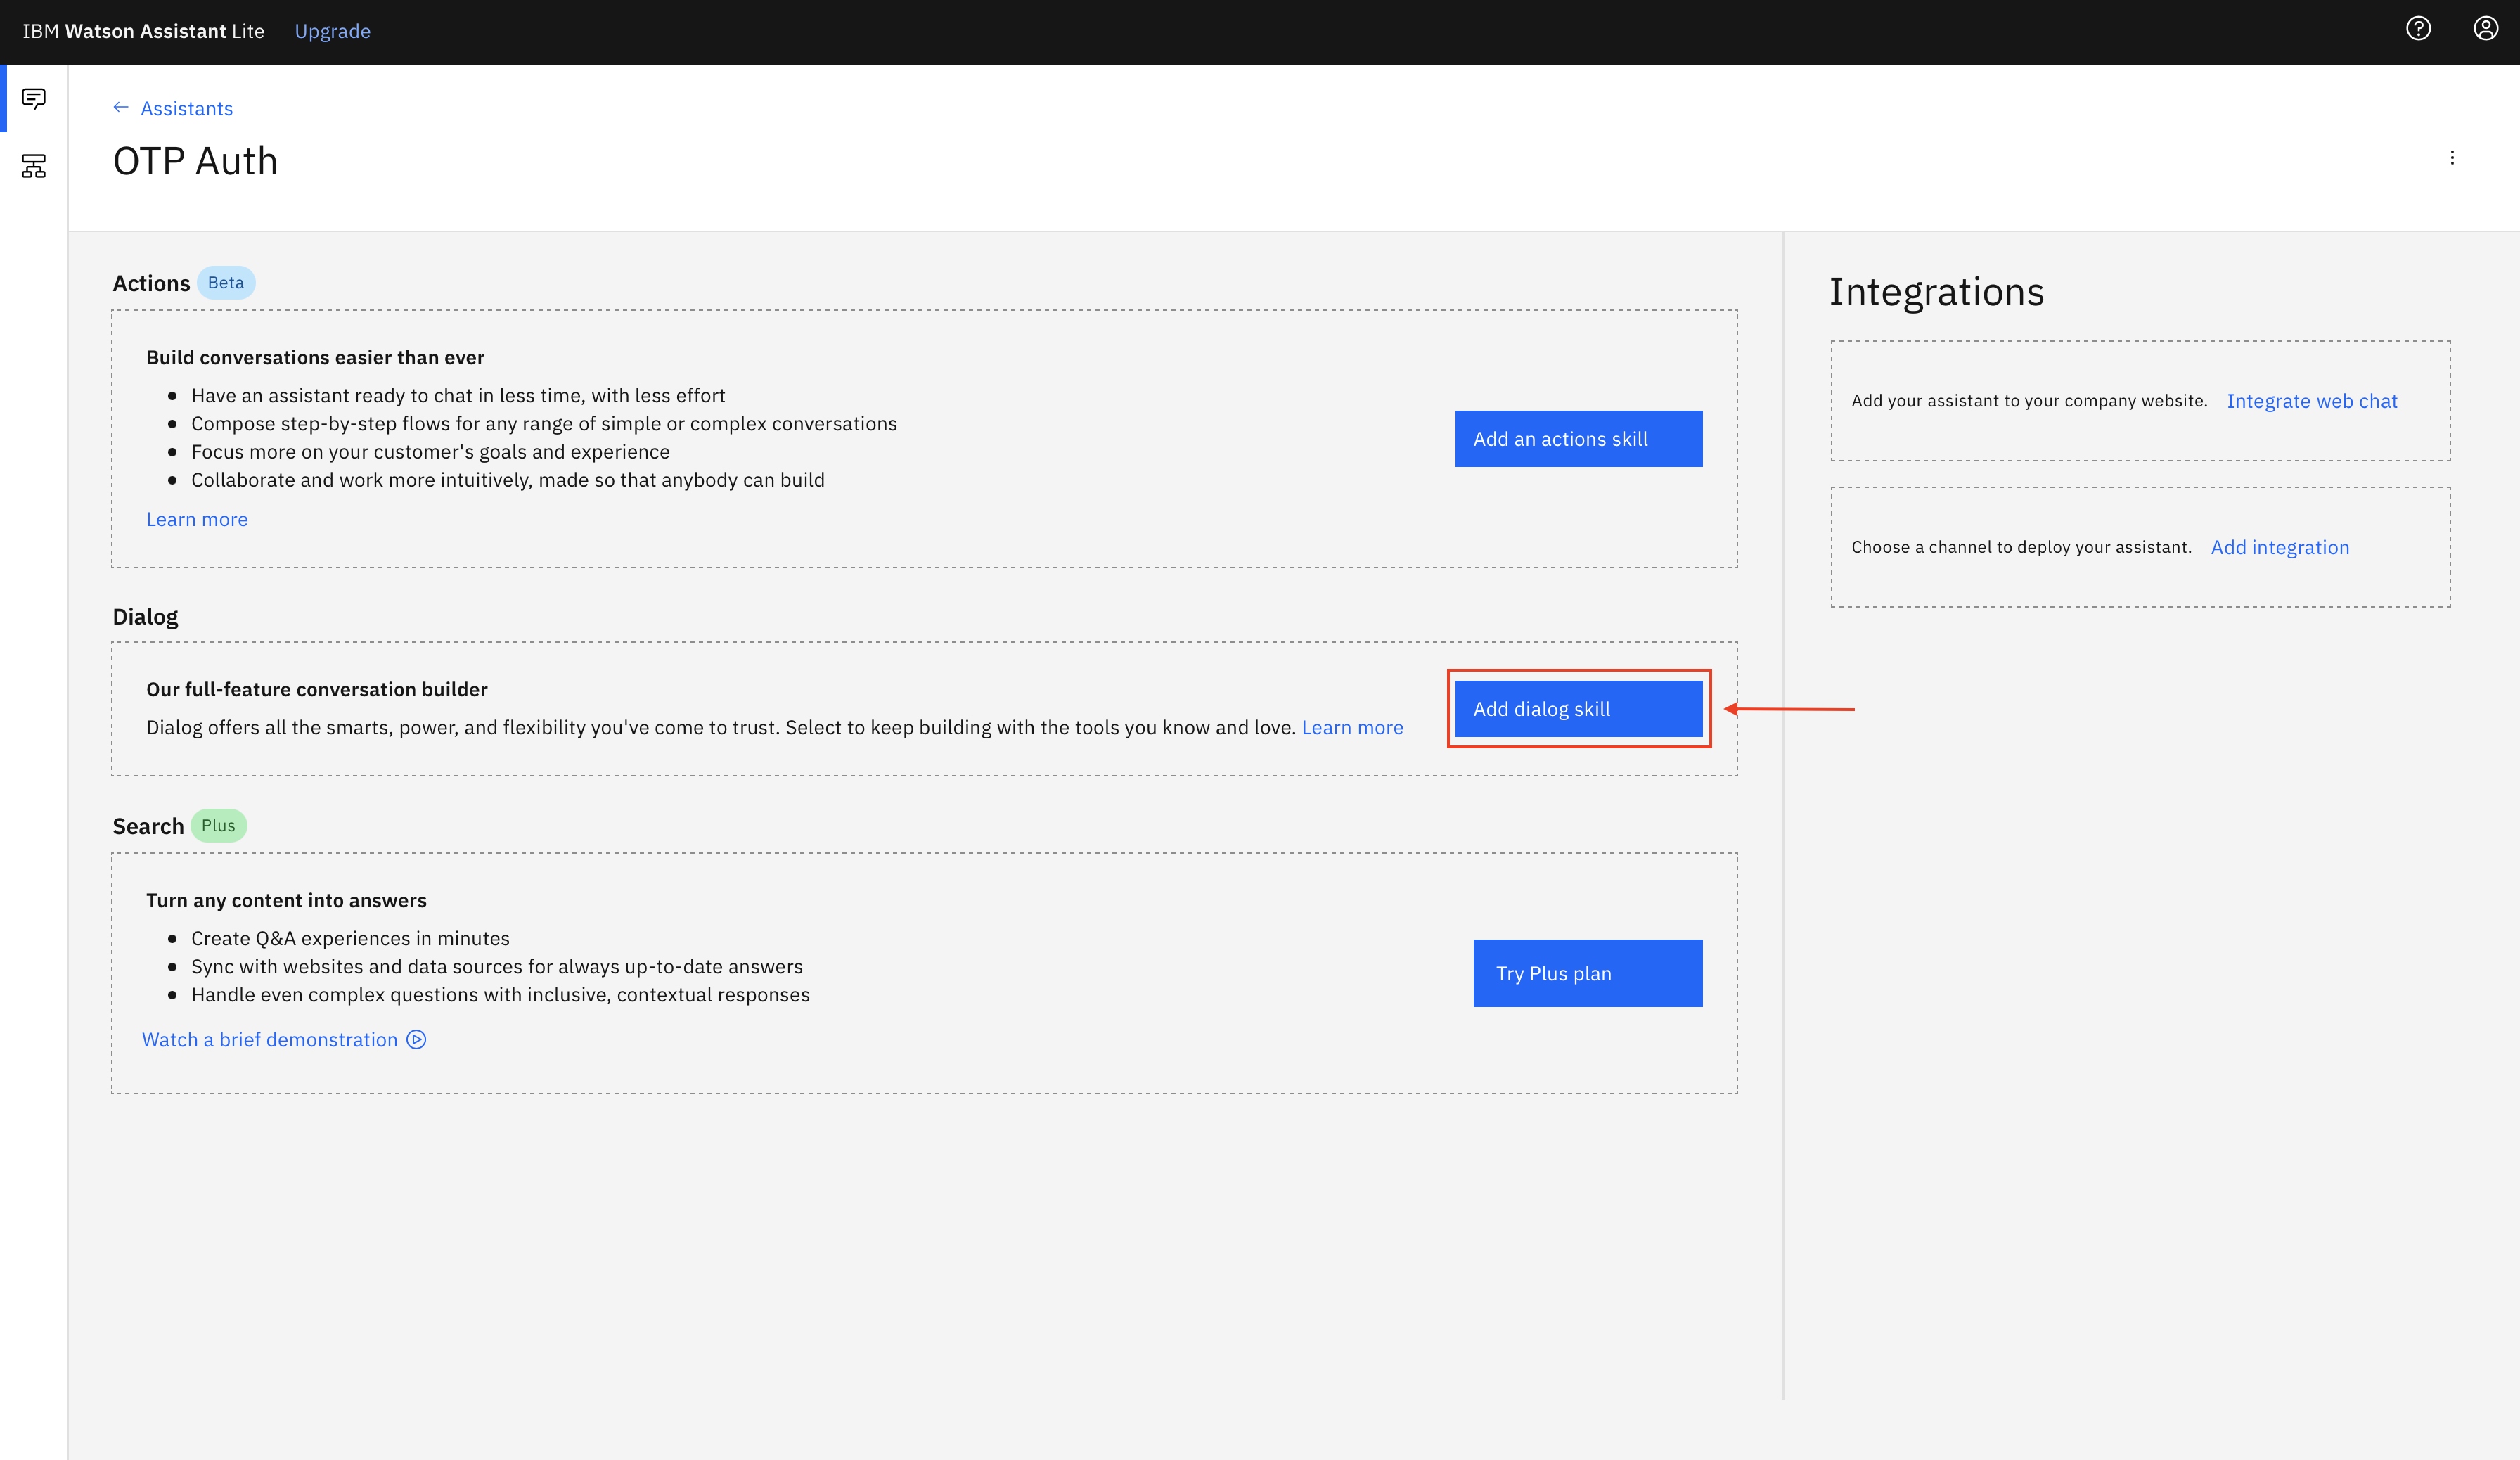 IBM Watson Assistant Lite Upgrade
Assistants
OTP Auth
Actions Beta
Build conversations easier than ever
Have an assistant ready to chat in less time, with less effort
Compose step-by-step flows for any range of simple or complex conversations
Focus more on your customer's goals and experience
Collaborate and work more intuitively, made so that anybody can build
Learn more
Add an actions skill
Dialog
Our full-feature conversation builder
Dialog offers all the smarts, power, and flexibility you've come to trust. Select to keep building with the tools you know and love. Learn more
Add dialog skill
Search Plus
Turn any content into answers
Create Q&A experiences in minutes
Sync with websites and data sources for always up-to-date answers
Handle even complex questions with inclusive, contextual responses
Watch a brief demonstration
Try Plus plan
Integrations
Add your assistant to your company website. Integrate web chat
Choose a channel to deploy your assistant. Add integration